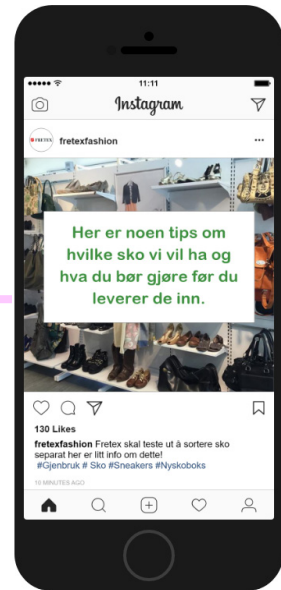 11:11
Instagram
FRETEX
fretexfashion
Her er noen tips om
hvilke sko vi vil ha og
hva du bør gjøre før du
leverer de inn.
130 Likes
fretexfashion Fretex skal teste ut å sortere sko
separat her er litt info om dette!
#Gjenbruk # Sko #Sneakers #Nyskoboks
10 MINUTES AGO